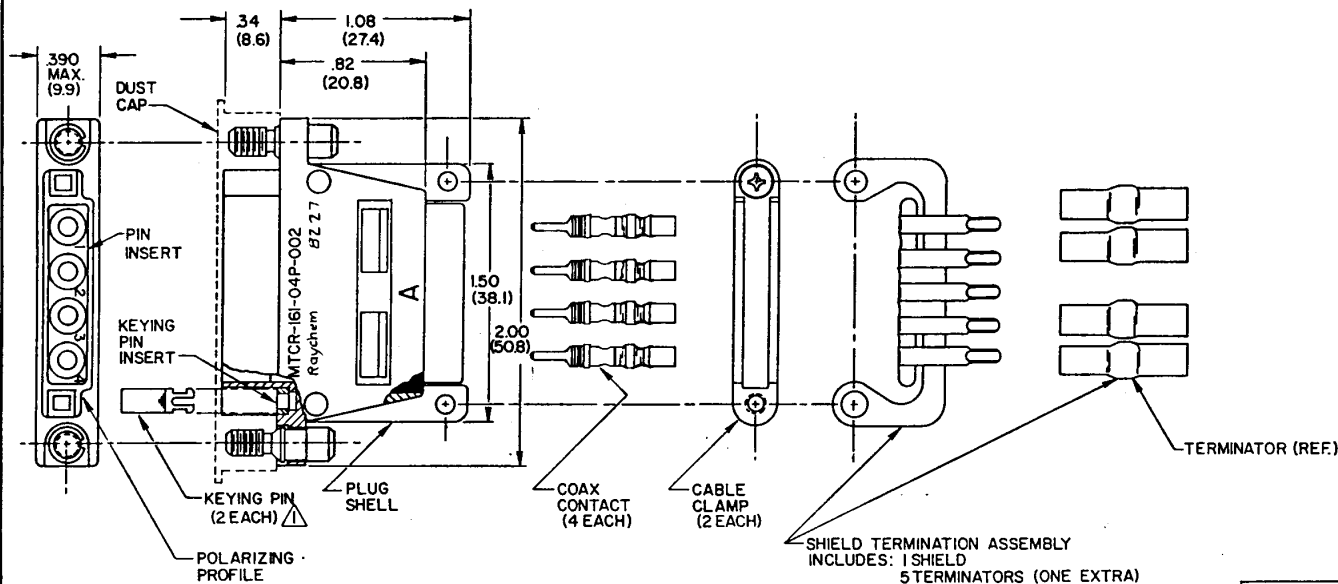 .34
(8.6)
1.08
(27.4)
.82
(20.8)
.390
MAX.
(9.9)
DUST
CAP
PIN
INSERT
1
2
3
4
KEYING
PIN
INSERT
MTCR-161-04P-002
Raychem
8227
A
1.50
(38.1)
2.00
(50.8)
KEYING PIN
(2 EACH) 1
PLUG
SHELL
POLARIZING
PROFILE
COAX
CONTACT
(4 EACH)
CABLE
CLAMP
(2 EACH)
TERMINATOR (REF.)
SHIELD TERMINATION ASSEMBLY
INCLUDES: 1 SHIELD
5 TERMINATORS (ONE EXTRA)